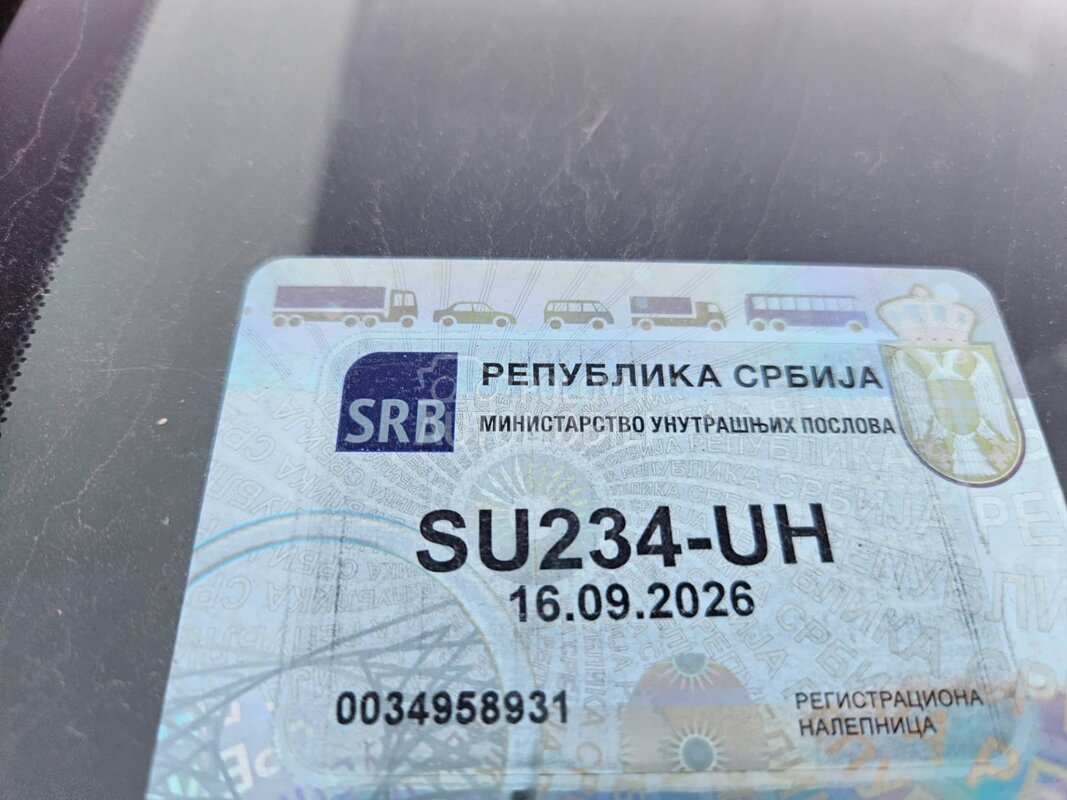 РЕПУБЛИКА СРБИЈА
SRB
МИНИСТАРСТВО УНУТРАШЊИХ ПОСЛОВА
SU234-UH
16.09.2026
0034958931
РЕГИСТРАЦИОНА
НАЛЕПНИЦА